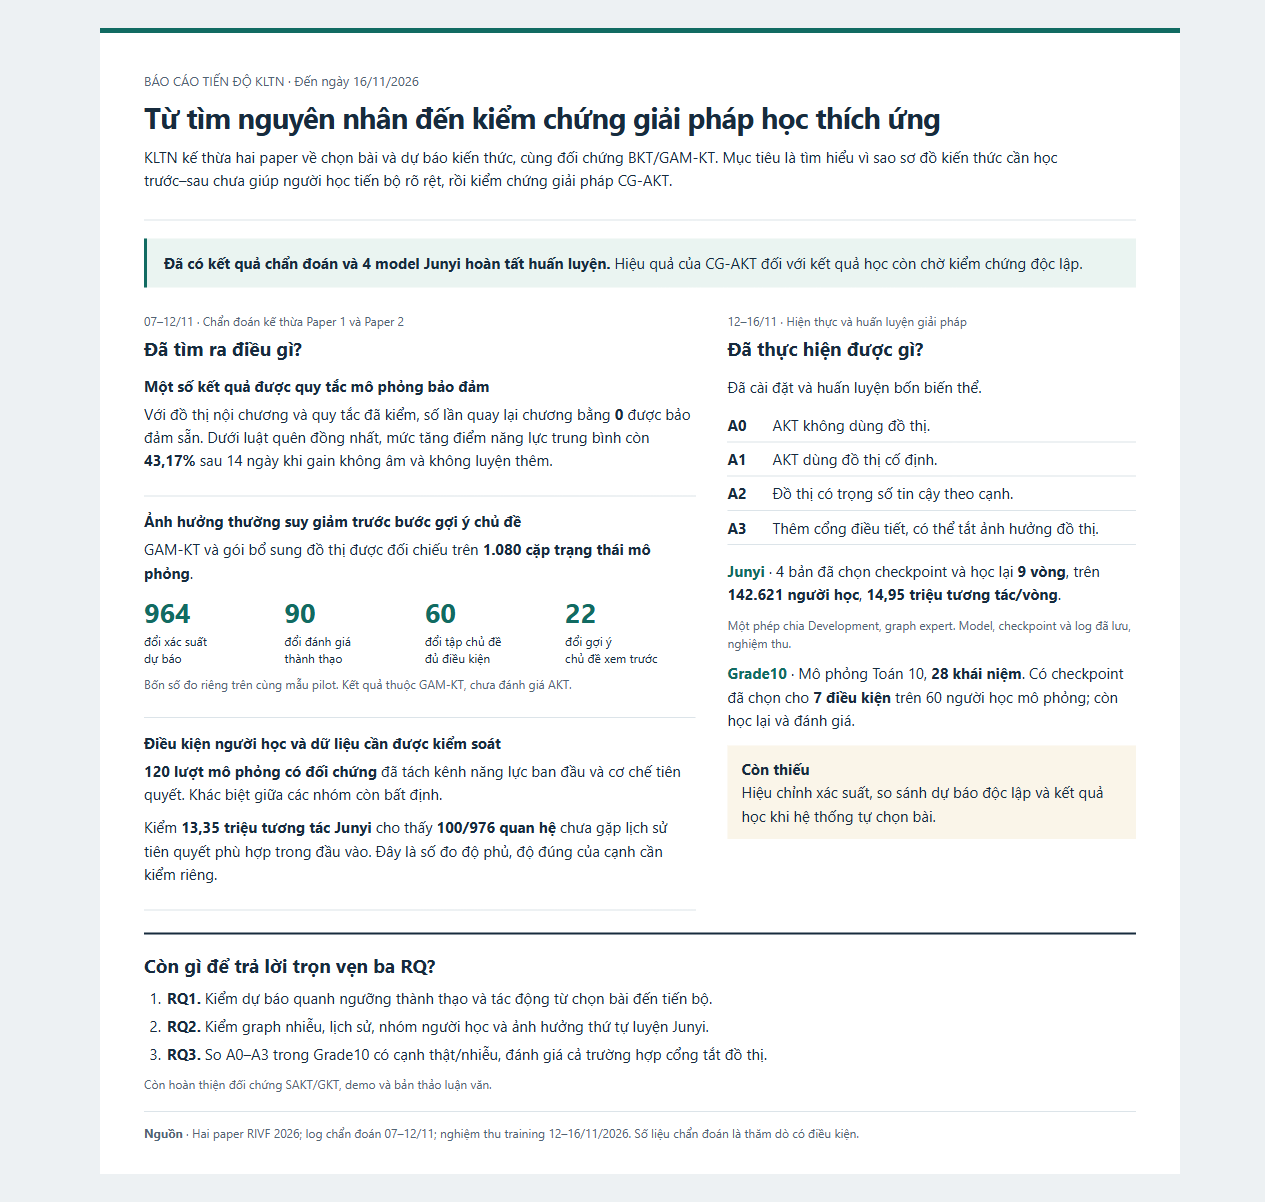 BÁO CÁO TIẾN ĐỘ KLTN · Đến ngày 16/11/2026
Từ tìm nguyên nhân đến kiểm chứng giải pháp học thích ứng
KLTN kế thừa hai paper về chọn bài và dự báo kiến thức, cùng đối chứng BKT/GAM-KT. Mục tiêu là tìm hiểu vì sao sơ đồ kiến thức cần học
trước–sau chưa giúp người học tiến bộ rõ rệt, rồi kiểm chứng giải pháp CG-AKT.
Đã có kết quả chẩn đoán và 4 model Junyi hoàn tất huấn luyện. Hiệu quả của CG-AKT đối với kết quả học còn chờ kiểm chứng độc lập.
07–12/11 · Chẩn đoán kế thừa Paper 1 và Paper 2
Đã tìm ra điều gì?
Một số kết quả được quy tắc mô phỏng bảo đảm
Với đồ thị nội chương và quy tắc đã kiểm, số lần quay lại chương bằng 0 được bảo
đảm sẵn. Dưới luật quên đồng nhất, mức tăng điểm năng lực trung bình còn
43,17% sau 14 ngày khi gain không âm và không luyện thêm.
Ảnh hưởng thường suy giảm trước bước gợi ý chủ đề
GAM-KT và gói bổ sung đồ thị được đối chiếu trên 1.080 cặp trạng thái mô
phỏng.
964
đổi xác suất
dự báo
90
đổi đánh giá
thành thạo
60
đổi tập chủ đề
đủ điều kiện
22
đổi gợi ý
chủ đề xem trước
Bốn số đo riêng trên cùng mẫu pilot. Kết quả thuộc GAM-KT, chưa đánh giá AKT.
Điều kiện người học và dữ liệu cần được kiểm soát
120 lượt mô phỏng có đối chứng đã tách kênh năng lực ban đầu và cơ chế tiên
quyết. Khác biệt giữa các nhóm còn bất định.
Kiểm 13,35 triệu tương tác Junyi cho thấy 100/976 quan hệ chưa gặp lịch sử
tiên quyết phù hợp trong đầu vào. Đây là số đo độ phủ, độ đúng của cạnh cần
kiểm riêng.
12–16/11 · Hiện thực và huấn luyện giải pháp
Đã thực hiện được gì?
Đã cài đặt và huấn luyện bốn biến thể.
A0 AKT không dùng đồ thị.
A1 AKT dùng đồ thị cố định.
A2 Đồ thị có trọng số tin cậy theo cạnh.
A3 Thêm cổng điều tiết, có thể tắt ảnh hưởng đồ thị.
Junyi · 4 bản đã chọn checkpoint và học lại 9 vòng, trên
142.621 người học, 14,95 triệu tương tác/vòng.
Một phép chia Development, graph expert. Model, checkpoint và log đã lưu,
nghiệm thu.
Grade10 · Mô phỏng Toán 10, 28 khái niệm. Có checkpoint
đã chọn cho 7 điều kiện trên 60 người học mô phỏng; còn
học lại và đánh giá.
Còn thiếu
Hiệu chỉnh xác suất, so sánh dự báo độc lập và kết quả
học khi hệ thống tự chọn bài.
Còn gì để trả lời trọn vẹn ba RQ?
1. RQ1. Kiểm dự báo quanh ngưỡng thành thạo và tác động từ chọn bài đến tiến bộ.
2. RQ2. Kiểm graph nhiễu, lịch sử, nhóm người học và ảnh hưởng thứ tự luyện Junyi.
3. RQ3. So A0–A3 trong Grade10 có cạnh thật/nhiễu, đánh giá cả trường hợp cổng tắt đồ thị.
Còn hoàn thiện đối chứng SAKT/GKT, demo và bản thảo luận văn.
Nguồn · Hai paper RIVF 2026; log chẩn đoán 07–12/11; nghiệm thu training 12–16/11/2026. Số liệu chẩn đoán là thăm dò có điều kiện.